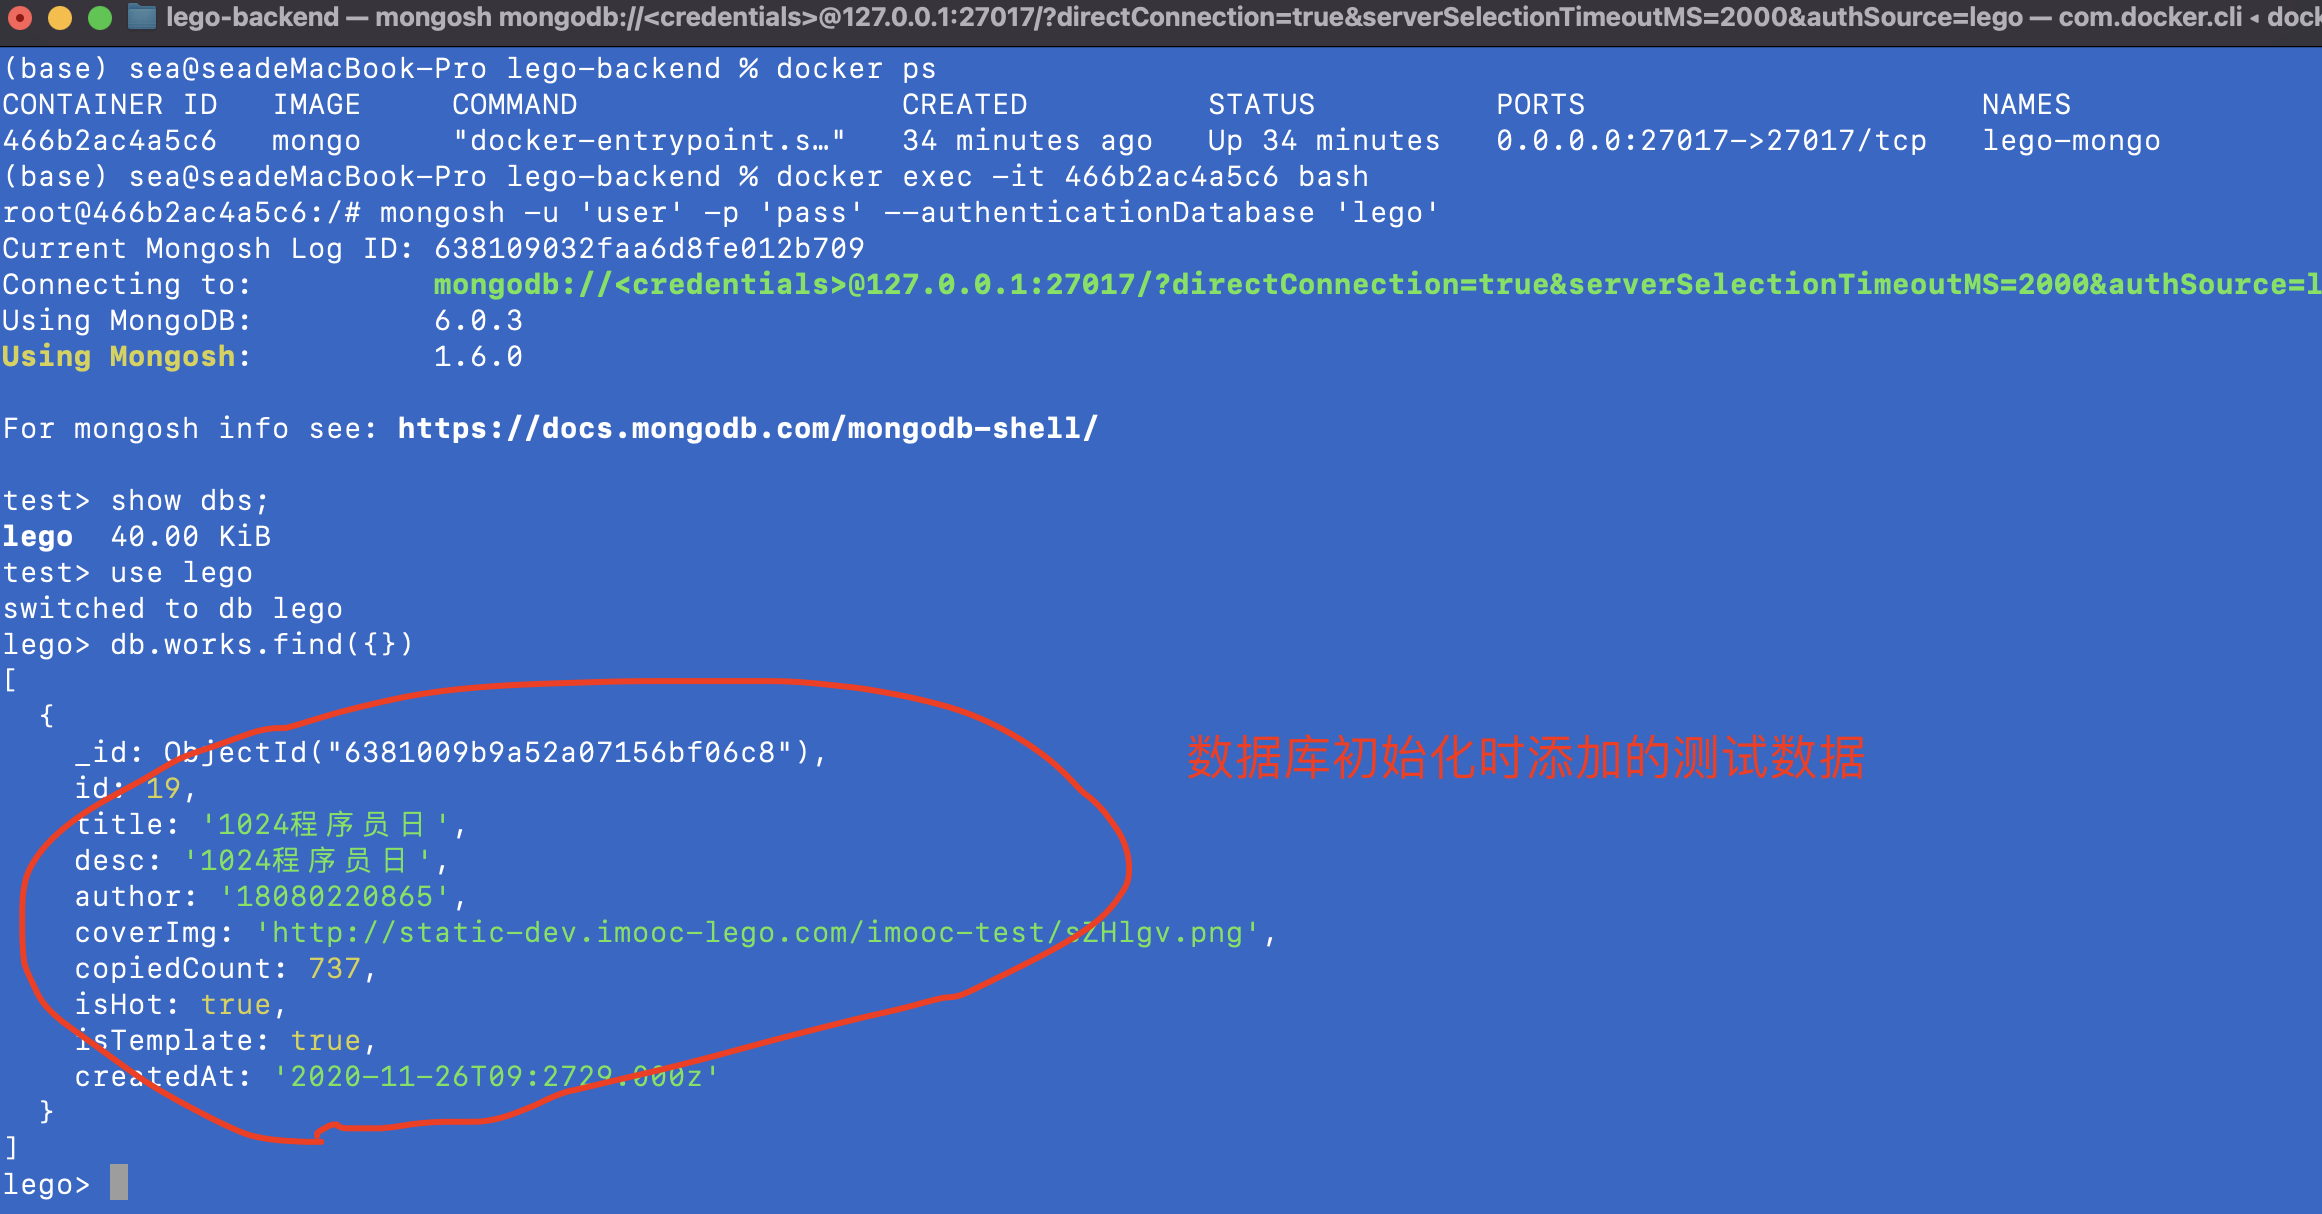 lego-backend — mongosh mongodb://<credentials>@127.0.0.1:27017/?directConnection=true&serverSelectionTimeoutMS=2000&authSource=lego — com.docker.cli ◂ dock
(base) sea@seadeMacBook-Pro lego-backend % docker ps
CONTAINER ID   IMAGE     COMMAND                  CREATED          STATUS          PORTS                      NAMES
466b2ac4a5c6   mongo     "docker-entrypoint.s…"   34 minutes ago   Up 34 minutes   0.0.0.0:27017->27017/tcp   lego-mongo
(base) sea@seadeMacBook-Pro lego-backend % docker exec -it 466b2ac4a5c6 bash
root@466b2ac4a5c6:/# mongosh -u 'user' -p 'pass' --authenticationDatabase 'lego'
Current Mongosh Log ID: 638109032faa6d8fe012b709
Connecting to:          mongodb://<credentials>@127.0.0.1:27017/?directConnection=true&serverSelectionTimeoutMS=2000&authSource=l
Using MongoDB:          6.0.3
Using Mongosh:          1.6.0
For mongosh info see: https://docs.mongodb.com/mongodb-shell/
test> show dbs;
lego  40.00 KiB
test> use lego
switched to db lego
lego> db.works.find({})
[
  {
    _id: ObjectId("6381009b9a52a07156bf06c8"),
数据库初始化时添加的测试数据
    id: 19,
    title: '1024程序员日',
    desc: '1024程序员日',
    author: '18080220865',
    coverImg: 'http://static-dev.imooc-lego.com/imooc-test/sZHlgv.png',
    copiedCount: 737,
    isHot: true,
    isTemplate: true,
    createdAt: '2020-11-26T09:2729.000z'
  }
]
lego>